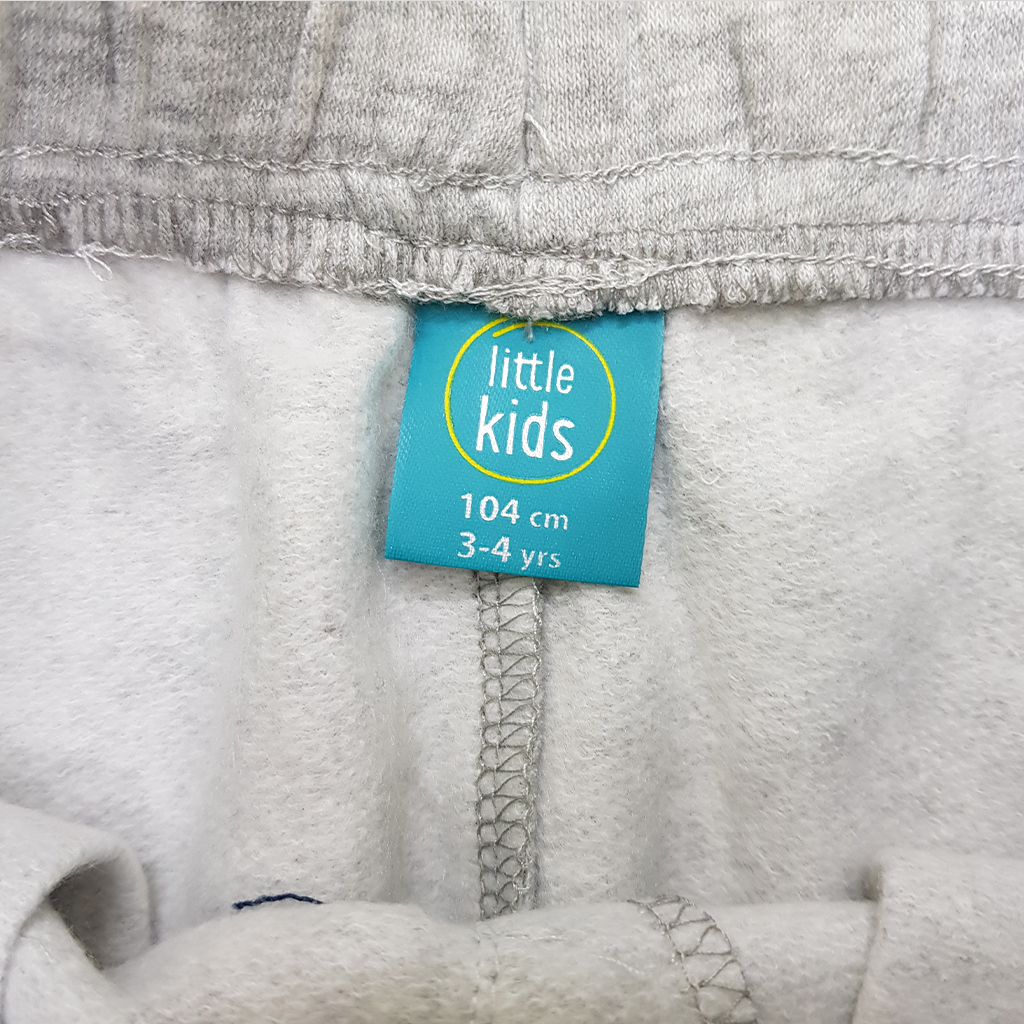 little
kids
104 cm
3-4 yrs